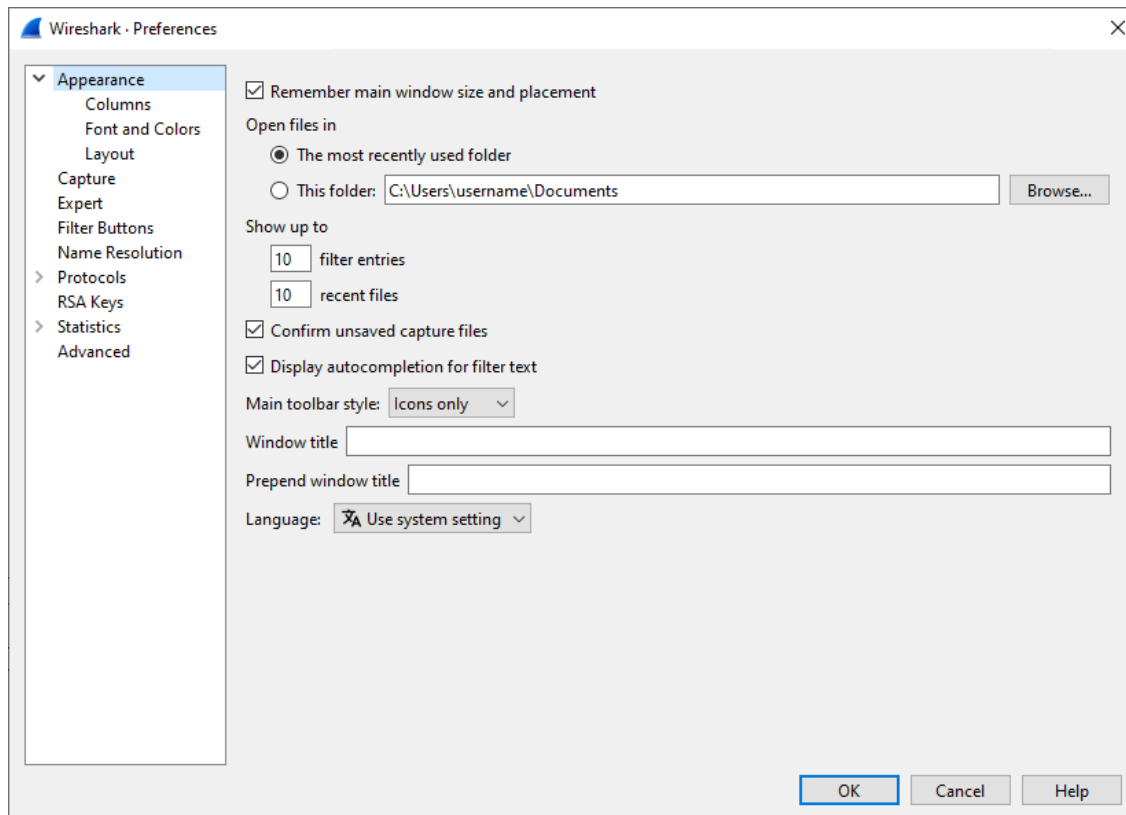 Wireshark · Preferences
Appearance
Columns
Font and Colors
Layout
Capture
Expert
Filter Buttons
Name Resolution
Protocols
RSA Keys
Statistics
Advanced
Remember main window size and placement
Open files in
The most recently used folder
This folder: C:\Users\username\Documents Browse...
Show up to
10 filter entries
10 recent files
Confirm unsaved capture files
Display autocompletion for filter text
Main toolbar style: Icons only
Window title
Prepend window title
Language: Use system setting
OK Cancel Help